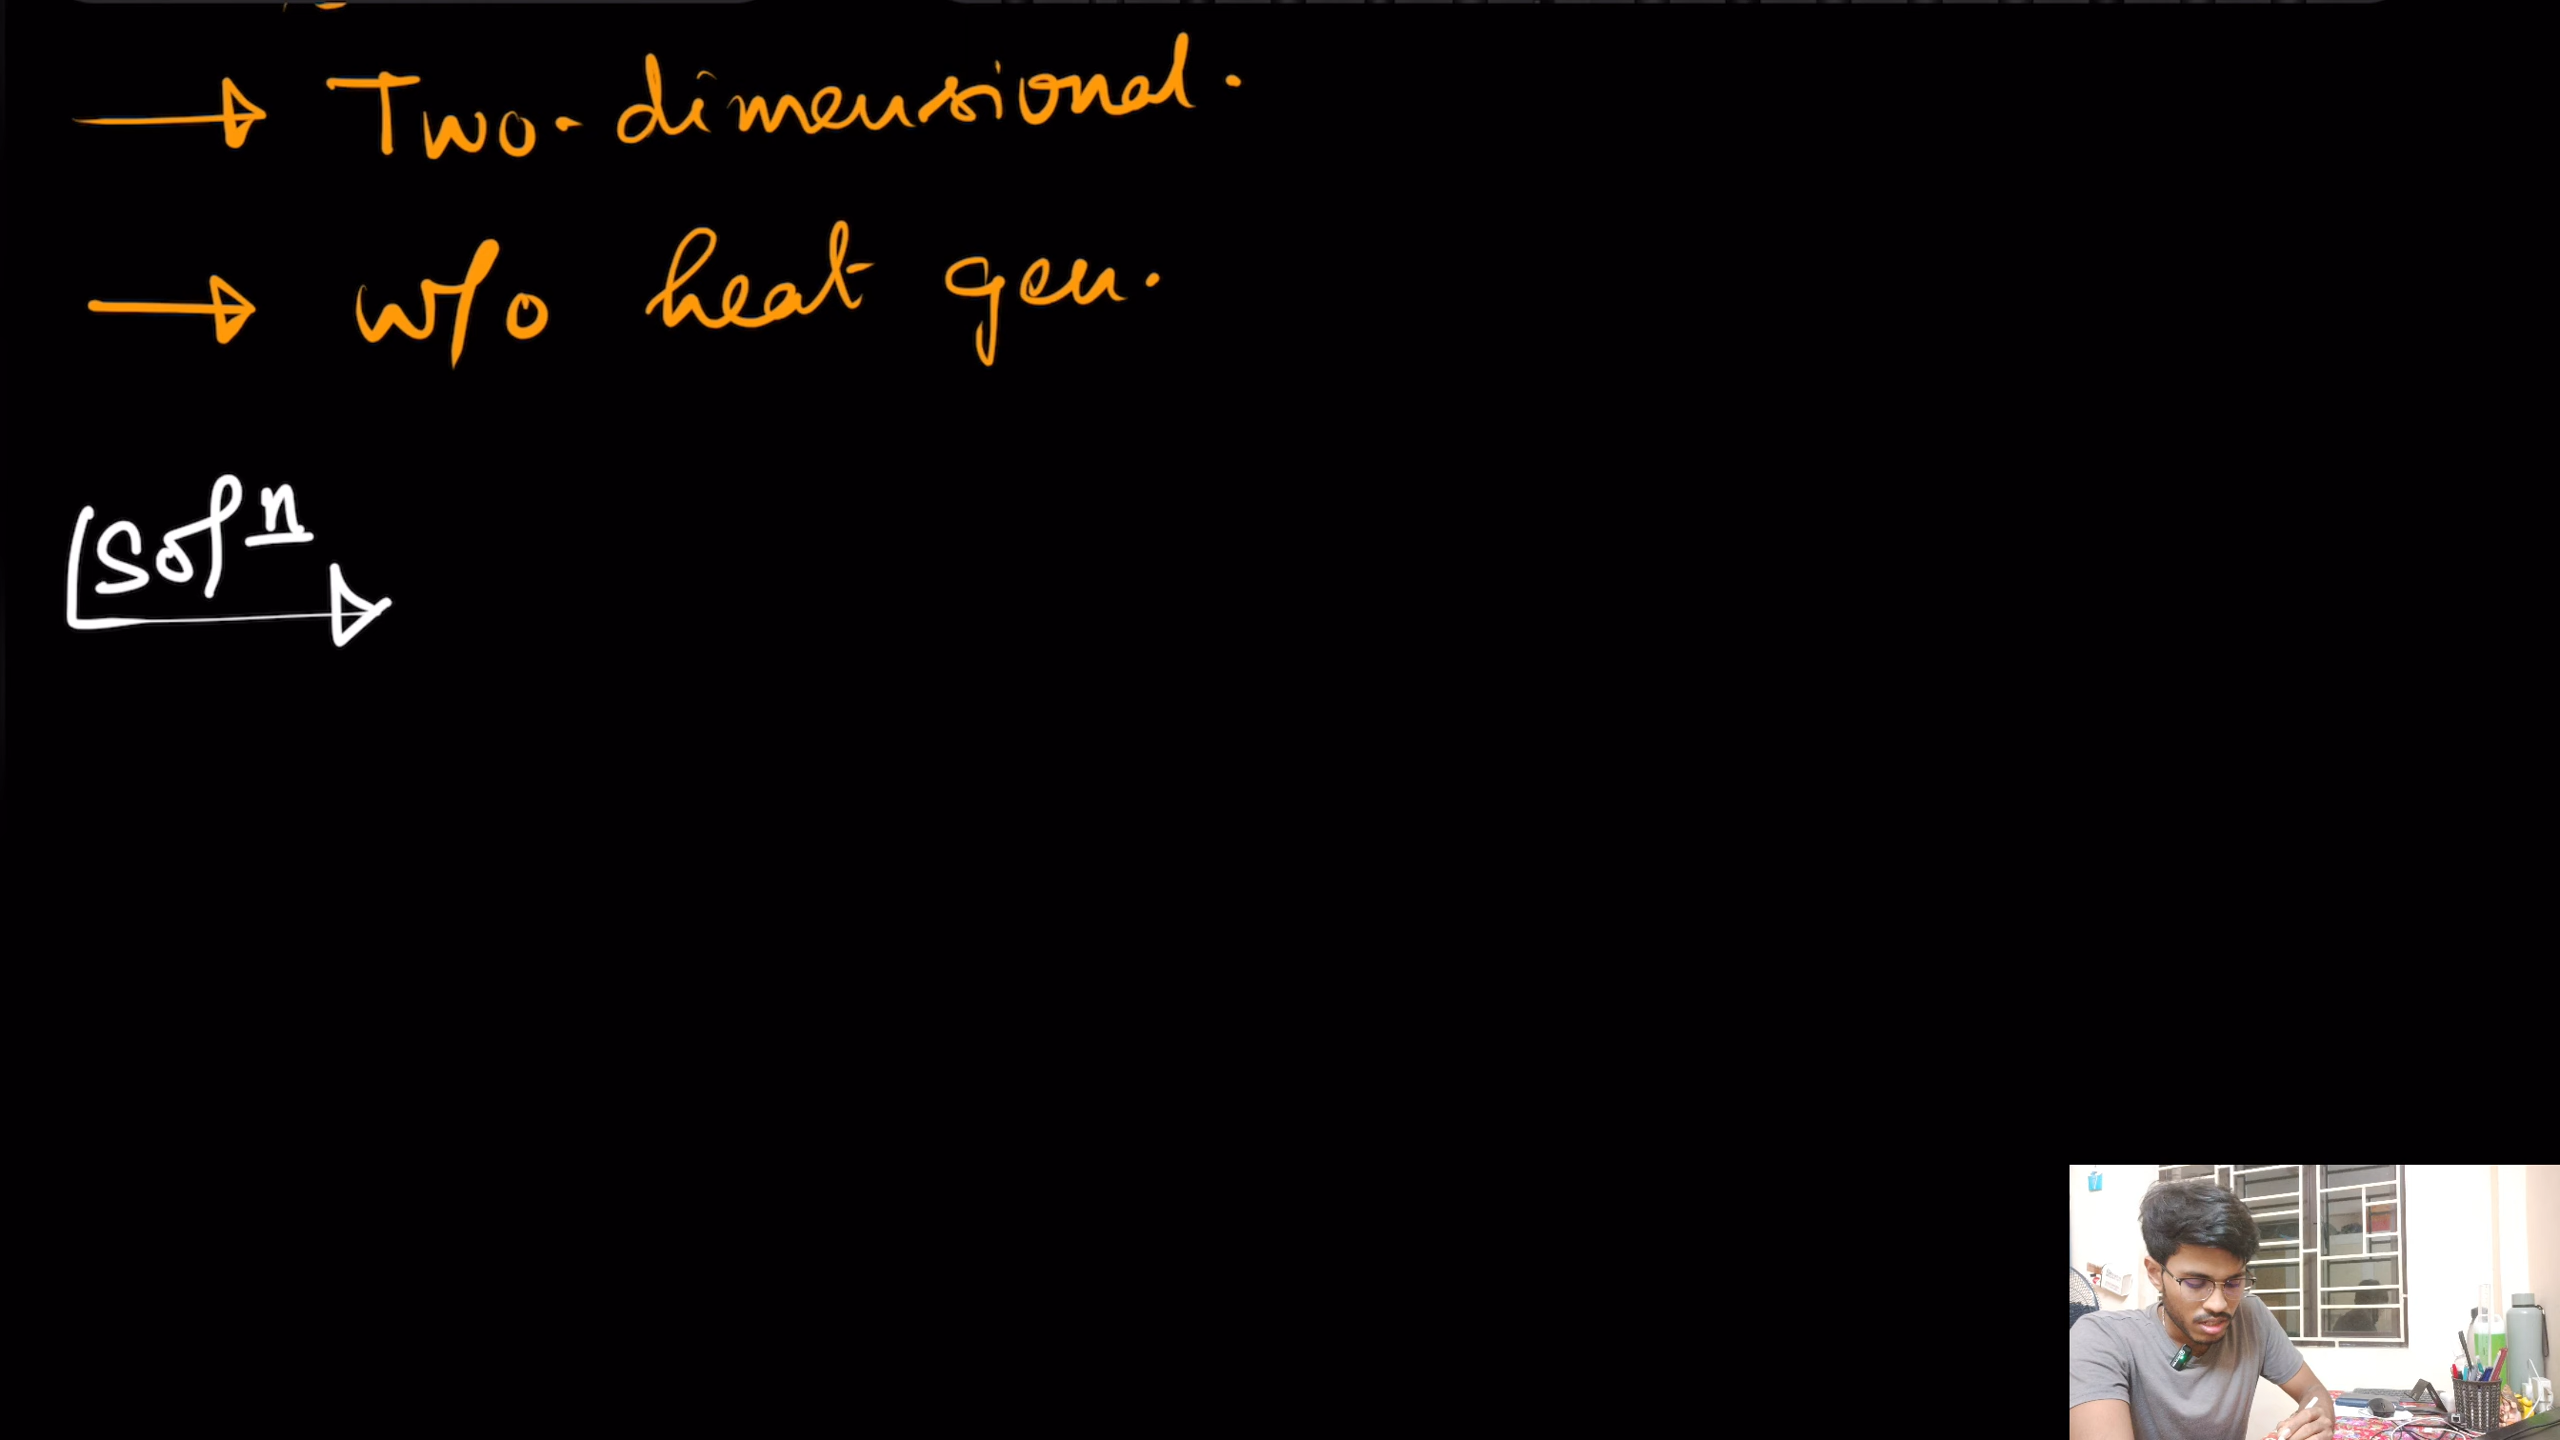 → Two-dimensional.
→ w/o heat gen.
Solⁿ